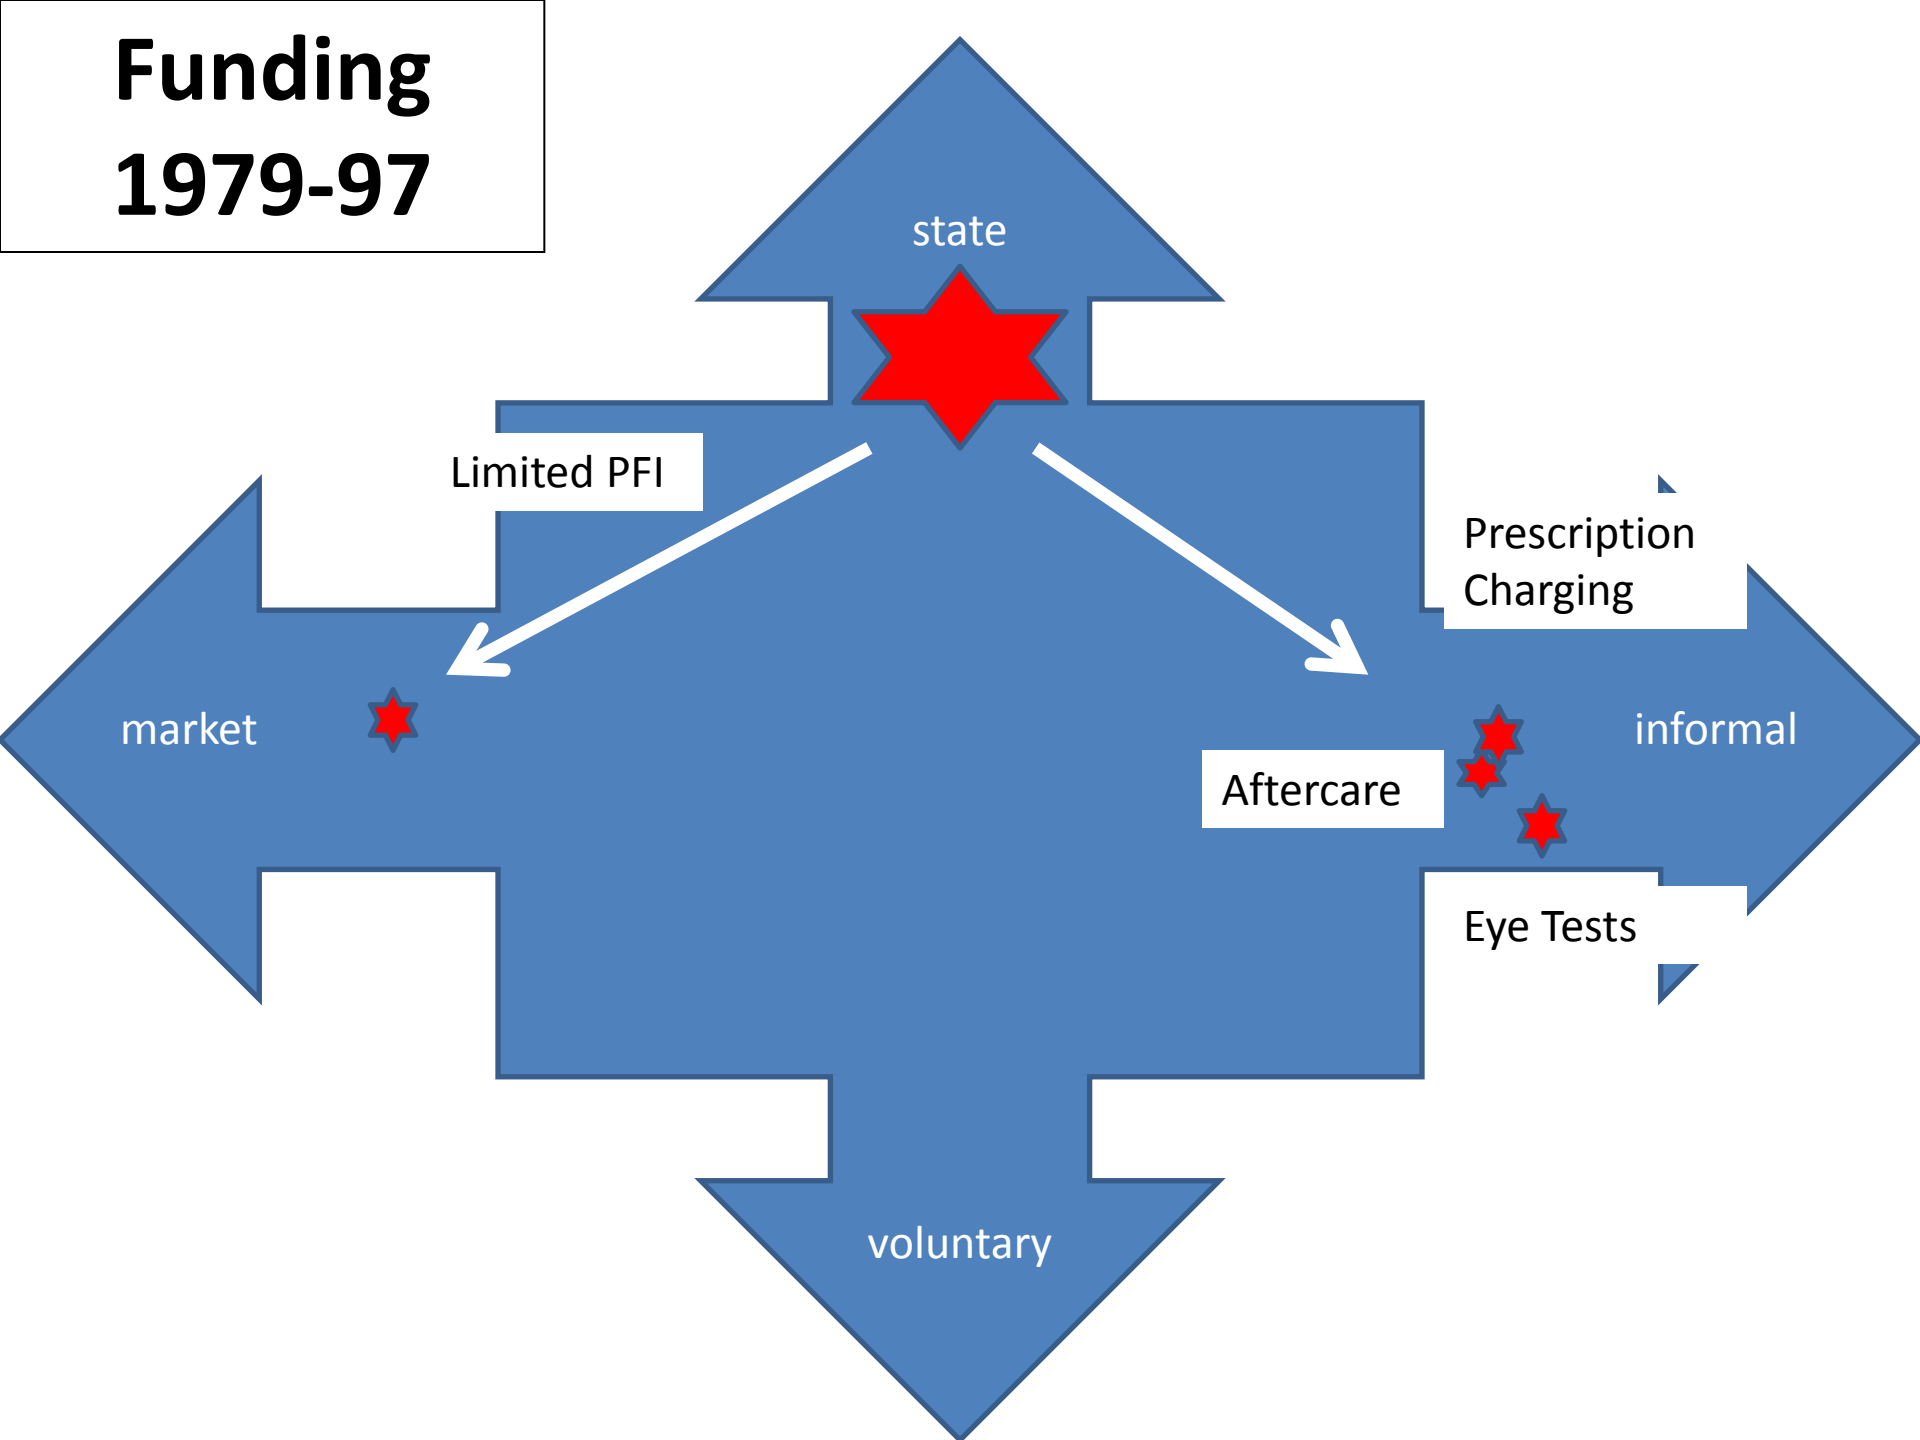 Funding
1979-97
state
Limited PFI
Prescription
Charging
market
informal
Aftercare
Eye Tests
voluntary